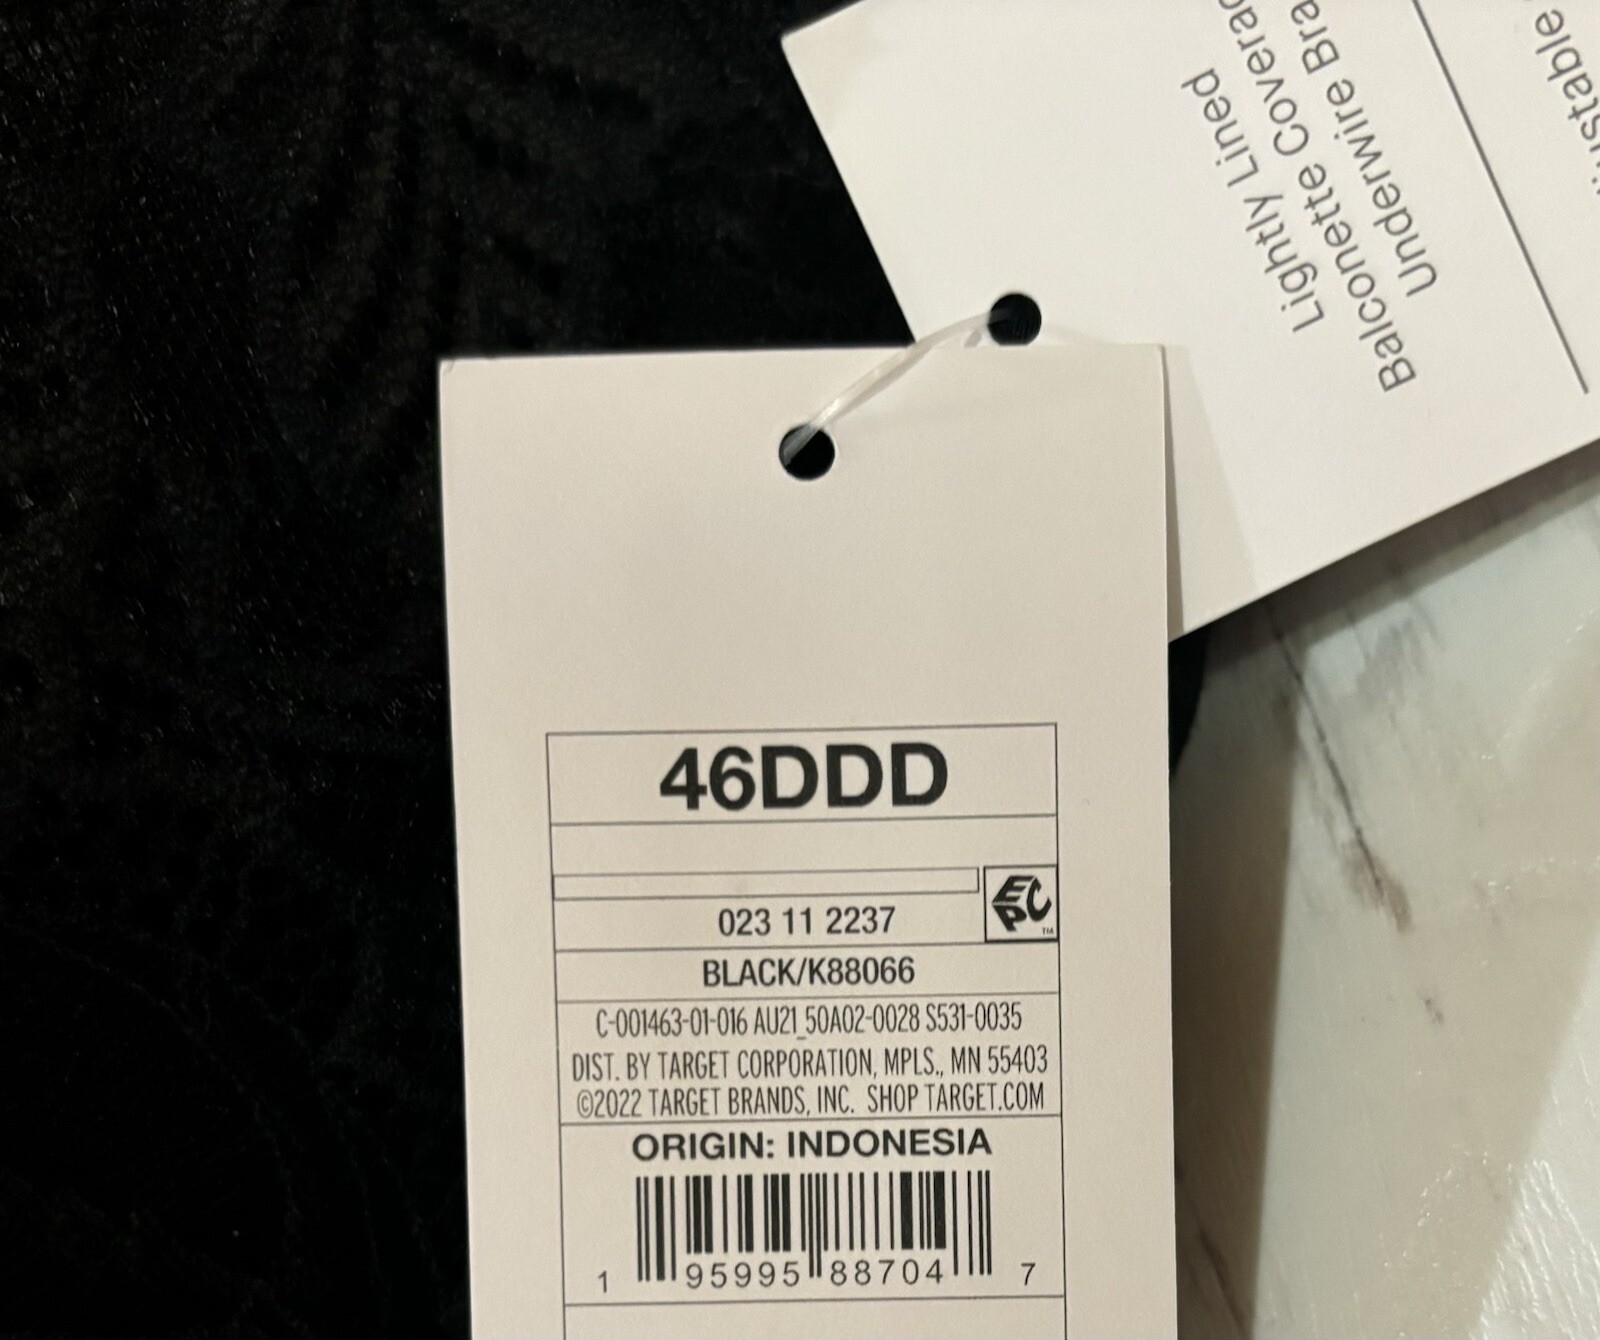 Lightly Lined
Balconette
Underwire Bra
46DDD
023 11 2237
EPC
TM
BLACK/K88066
C-001463-01-016 AU21_50A02-0028 S531-0035
DIST. BY TARGET CORPORATION, MPLS., MN 55403
©2022 TARGET BRANDS, INC. SHOP TARGET.COM
ORIGIN: INDONESIA
1 95995 88704 7